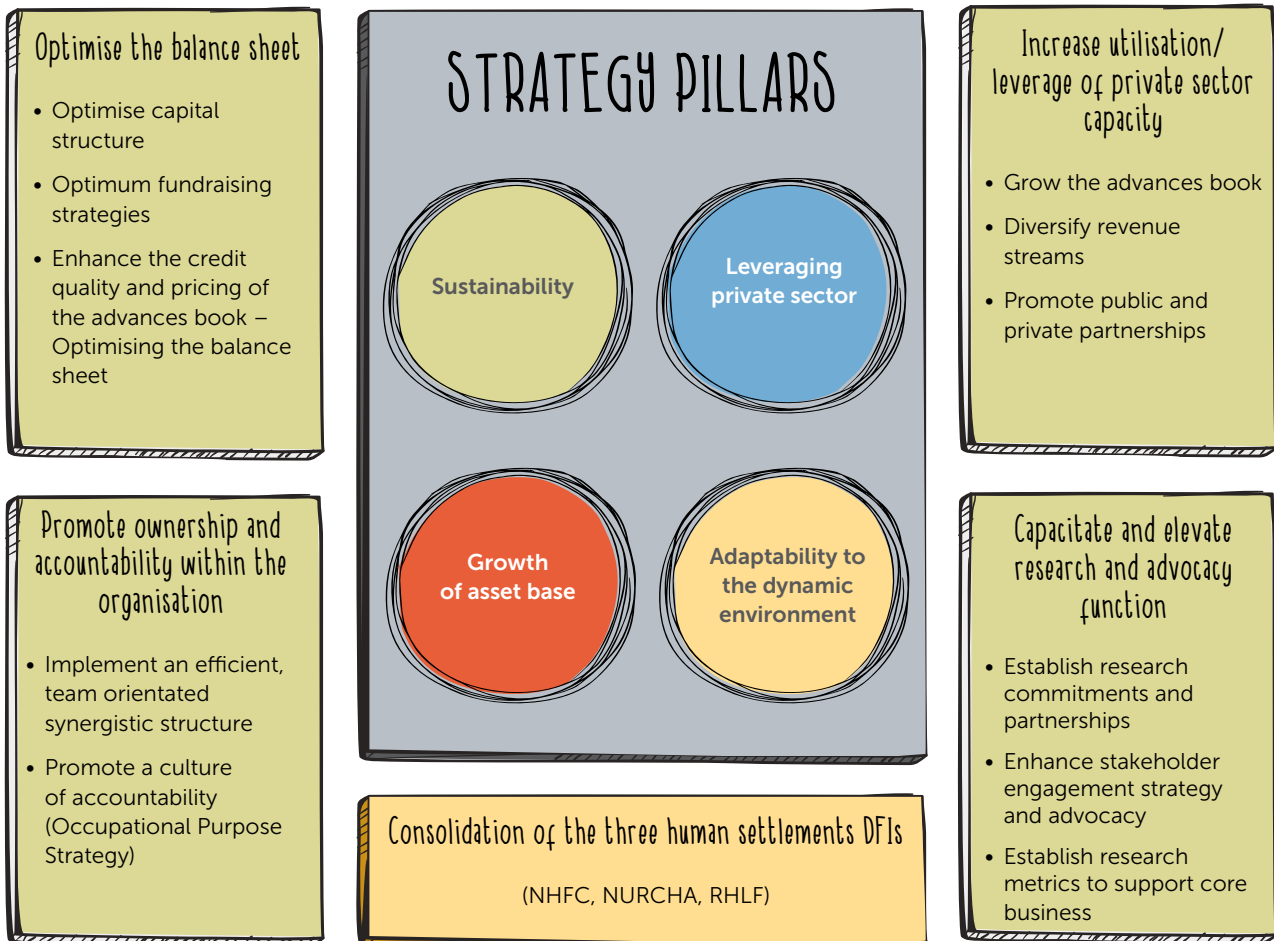 Optimise the balance sheet
• Optimise capital
structure
• Optimum fundraising
strategies
• Enhance the credit
quality and pricing of
the advances book –
Optimising the balance
sheet
STRATEGY PILLARS
Sustainability
Leveraging
private sector
Growth
of asset base
Adaptability to
the dynamic
environment
Increase utilisation/
leverage of private sector
capacity
• Grow the advances book
• Diversify revenue
streams
• Promote public and
private partnerships
Promote ownership and
accountability within the
organisation
• Implement an efficient,
team orientated
synergistic structure
• Promote a culture
of accountability
(Occupational Purpose
Strategy)
Consolidation of the three human settlements DFIs
(NHFC, NURCHA, RHLF)
Capacitate and elevate
research and advocacy
function
• Establish research
commitments and
partnerships
• Enhance stakeholder
engagement strategy
and advocacy
• Establish research
metrics to support core
business